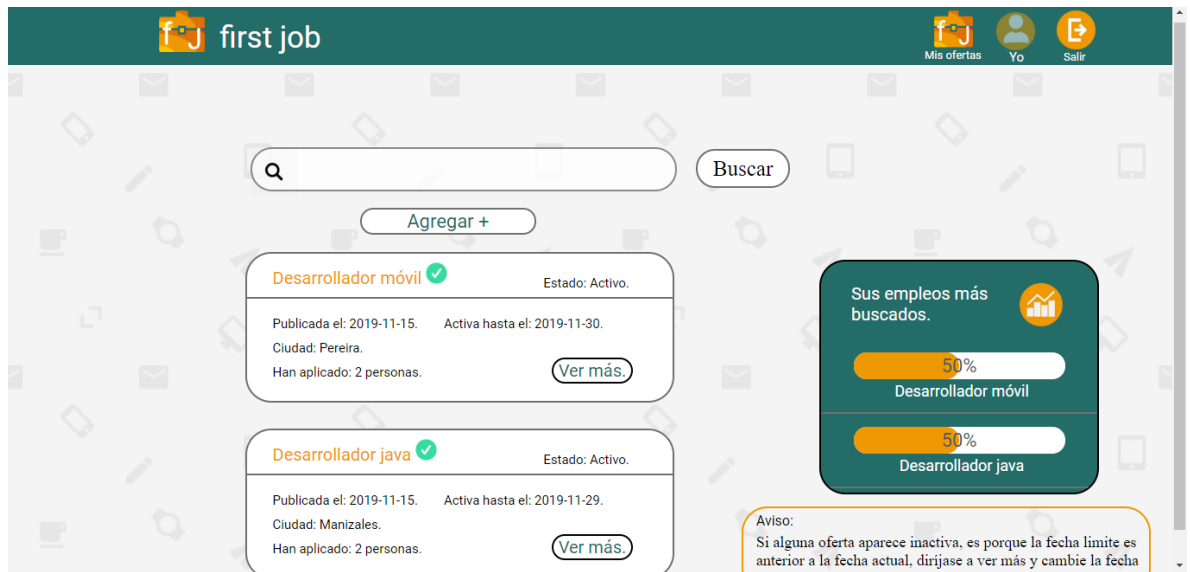 fJ first job
fJ
Mis ofertas
Yo
Salir
Buscar
Agregar +
Desarrollador móvil
Estado: Activo.
Publicada el: 2019-11-15. Activa hasta el: 2019-11-30.
Ciudad: Pereira.
Han aplicado: 2 personas.
Ver más.
Desarrollador java
Estado: Activo.
Publicada el: 2019-11-15. Activa hasta el: 2019-11-29.
Ciudad: Manizales.
Han aplicado: 2 personas.
Ver más.
Sus empleos más
buscados.
50%
Desarrollador móvil
50%
Desarrollador java
Aviso:
Si alguna oferta aparece inactiva, es porque la fecha limite es
anterior a la fecha actual, dirijase a ver más y cambie la fecha